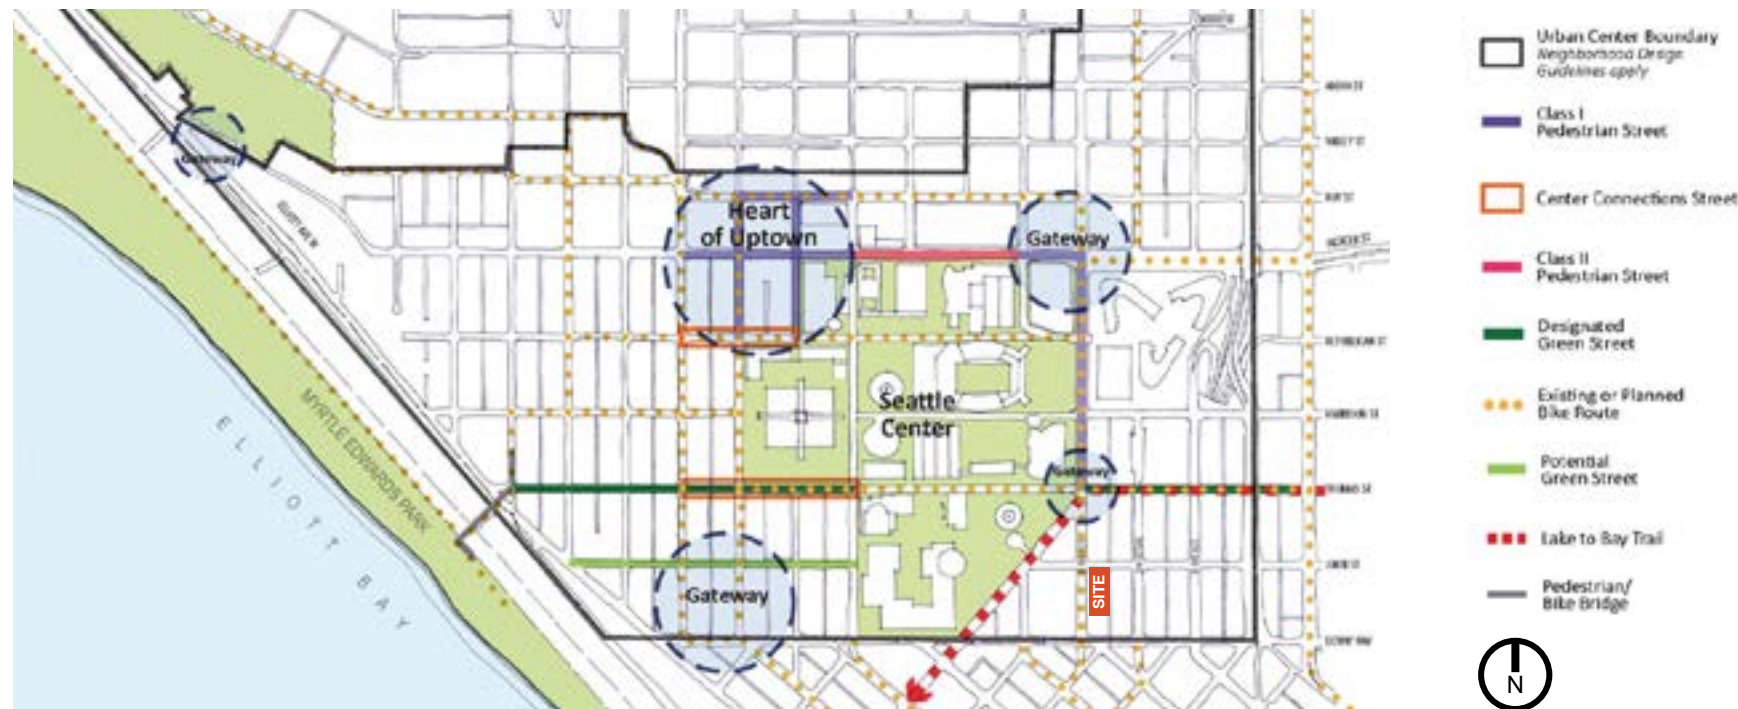 Gateway
Heart
of Uptown
Gateway
Seattle
Center
Gateway
Gateway
SITE
MYRTLE EDWARDS PARK
ELLIOTT BAY
Urban Center Boundary
Neighborhood Design
Guidelines apply
Class I
Pedestrian Street
Center Connections Street
Class II
Pedestrian Street
Designated
Green Street
Existing or Planned
Bike Route
Potential
Green Street
Lake to Bay Trail
Pedestrian/
Bike Bridge
N